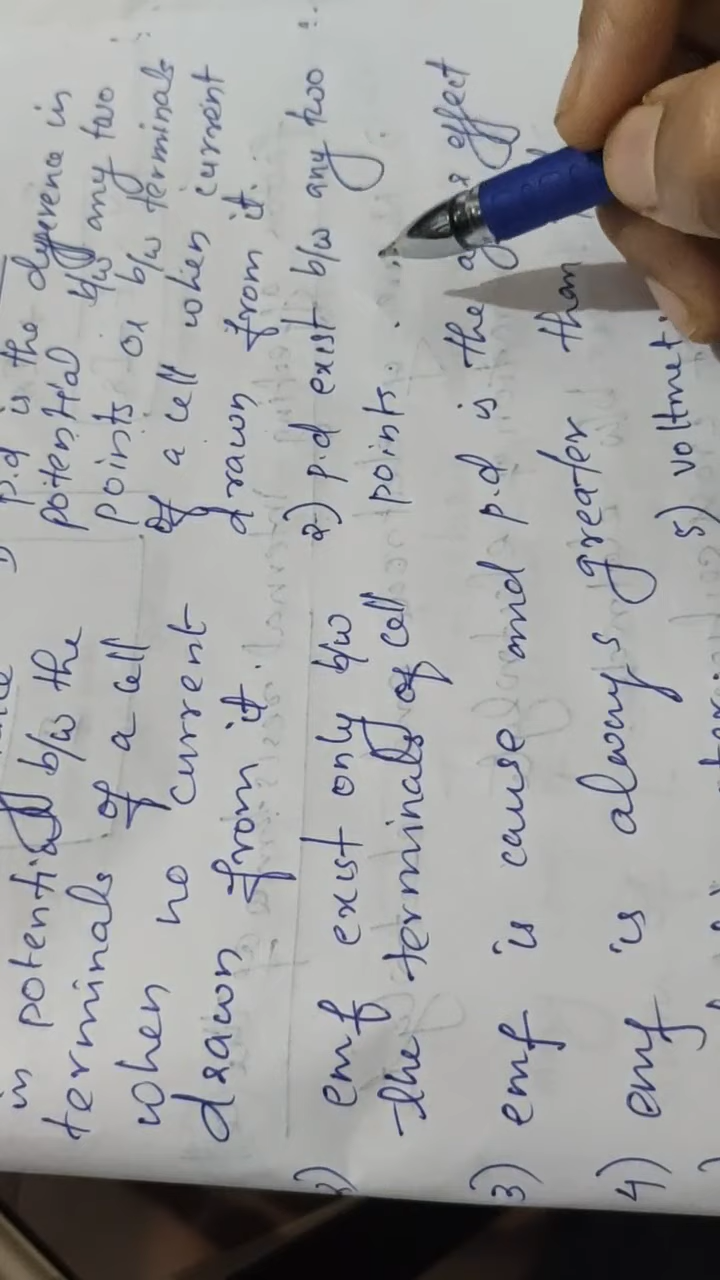 in potential b/w the
terminals of a cell
when no current
drawn from it.
1) p.d is the difference in
potential b/w any two
points or b/w terminals
of a cell when current
drawn from it.
2) emf exist only b/w
the terminals of cell
2) p.d exist b/w any two
points.
3) emf is cause and p.d is the effect
4) emf is always greater than
5) voltmet